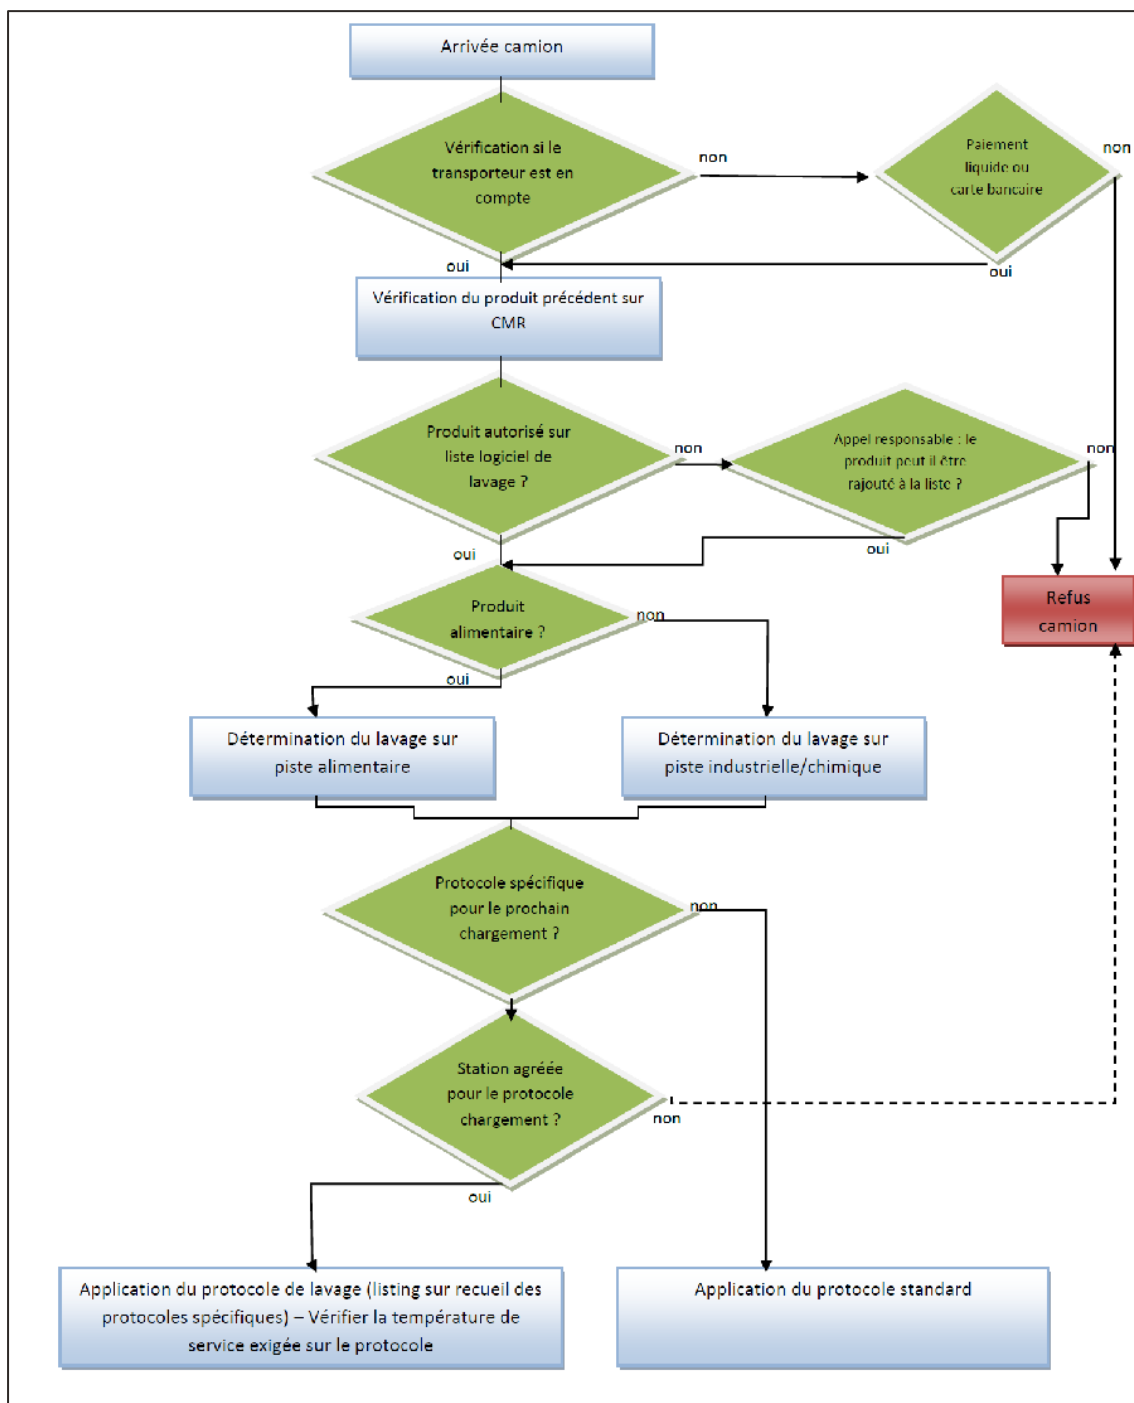 Arrivée camion
Vérification si le
transporteur est en
compte
non
Paiement
liquide ou
carte bancaire
non
oui
oui
Vérification du produit précédent sur
CMR
Produit autorisé sur
liste logiciel de
lavage ?
non
Appel responsable : le
produit peut il être
rajouté à la liste ?
non
oui
oui
Refus
camion
Produit
alimentaire ?
non
oui
Détermination du lavage sur
piste alimentaire
Détermination du lavage sur
piste industrielle/chimique
Protocole spécifique
pour le prochain
chargement ?
non
Station agréée
pour le protocole
chargement ?
non
oui
Application du protocole de lavage (listing sur recueil des
protocoles spécifiques) – Vérifier la température de
service exigée sur le protocole
Application du protocole standard